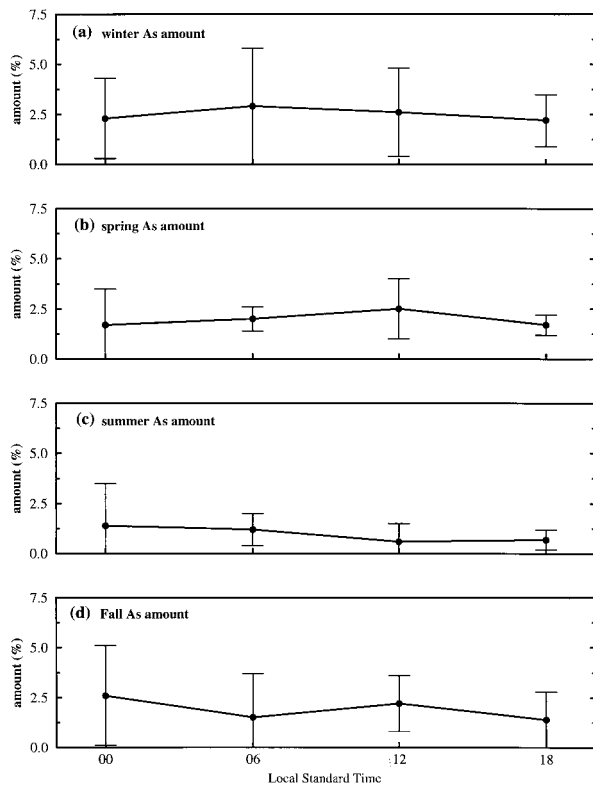 7.5
(a) winter As amount
5.0
amount (%)
2.5
0.0
7.5
(b) spring As amount
5.0
amount (%)
2.5
0.0
7.5
(c) summer As amount
5.0
amount (%)
2.5
0.0
7.5
(d) Fall As amount
5.0
amount (%)
2.5
0.0
00 06 12 18
Local Standard Time